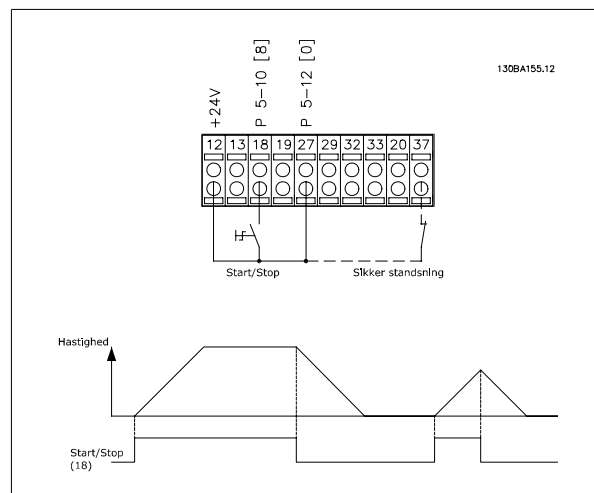 130BA155.12
+24V
P 5-10 [8]
P 5-12 [0]
12 13 18 19 27 29 32 33 20 37
Start/Stop
Sikker standsning
Hastighed
Start/Stop
(18)